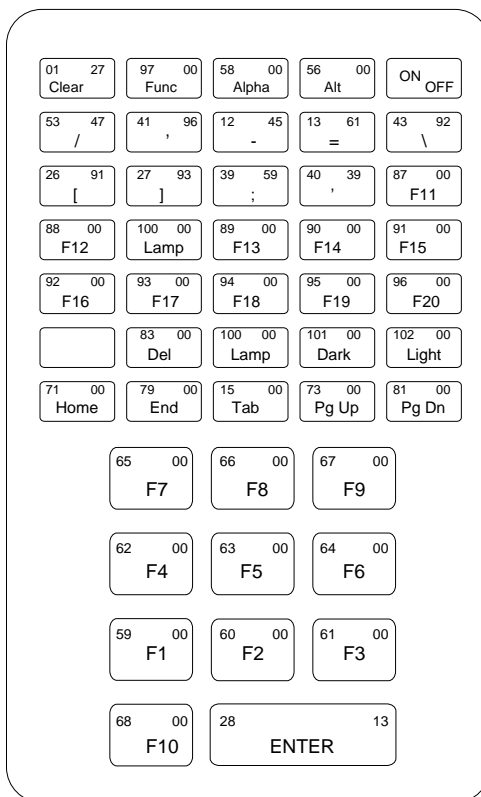 01 27 97 00 58 00 56 00 ON
Clear Func Alpha Alt OFF
53 47 41 96 12 45 13 61 43 92
/ ' - = \
26 91 27 93 39 59 40 39 87 00
[ ] ; ' F11
88 00 100 00 89 00 90 00 91 00
F12 Lamp F13 F14 F15
92 00 93 00 94 00 95 00 96 00
F16 F17 F18 F19 F20
83 00 100 00 101 00 102 00
Del Lamp Dark Light
71 00 79 00 15 00 73 00 81 00
Home End Tab Pg Up Pg Dn
65 00 66 00 67 00
F7 F8 F9
62 00 63 00 64 00
F4 F5 F6
59 00 60 00 61 00
F1 F2 F3
68 00 28 13
F10 ENTER